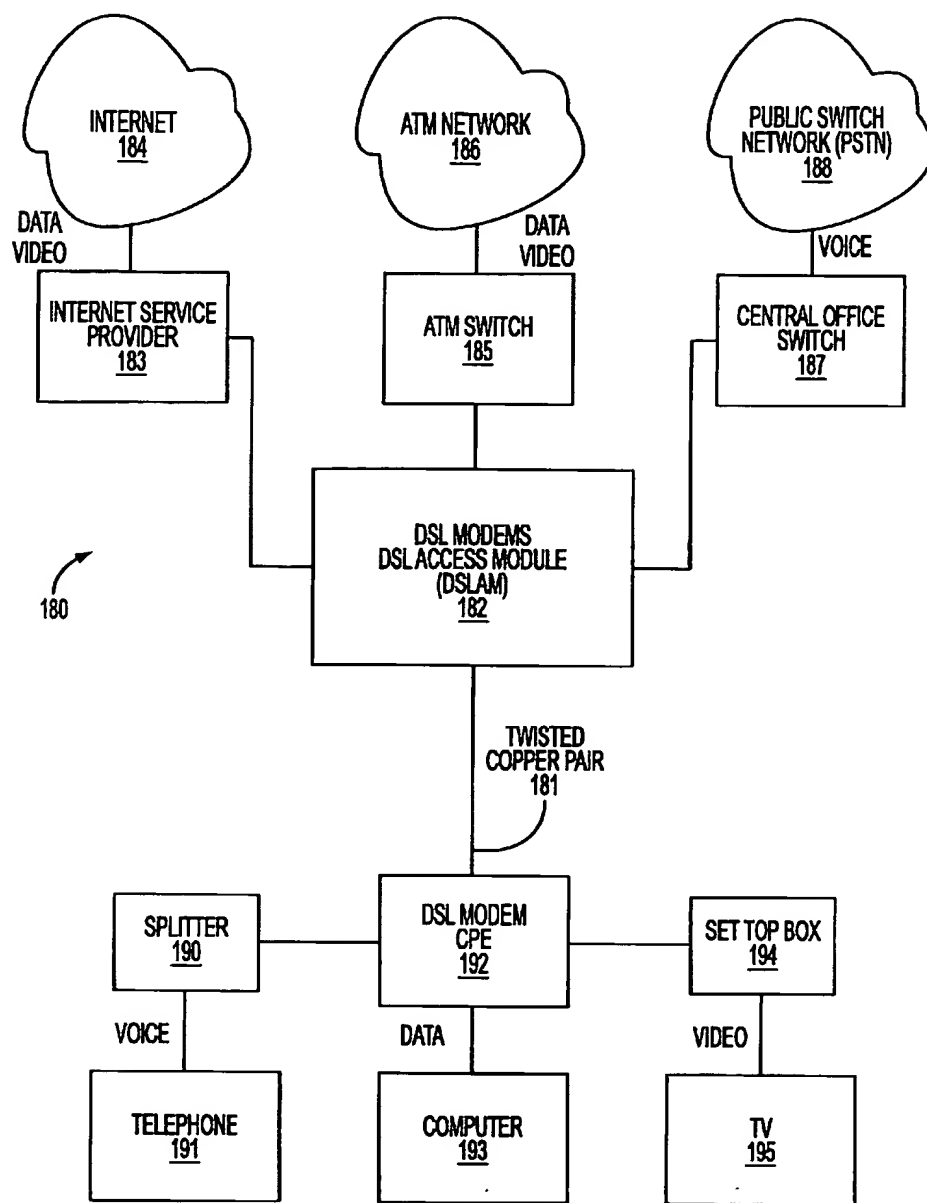 INTERNET
184
ATM NETWORK
186
PUBLIC SWITCH
NETWORK (PSTN)
188
DATA
VIDEO
DATA
VIDEO
VOICE
INTERNET SERVICE
PROVIDER
183
ATM SWITCH
185
CENTRAL OFFICE
SWITCH
187
DSL MODEMS
DSL ACCESS MODULE
(DSLAM)
182
180
TWISTED
COPPER PAIR
181
SPLITTER
190
DSL MODEM
CPE
192
SET TOP BOX
194
VOICE
DATA
VIDEO
TELEPHONE
191
COMPUTER
193
TV
195